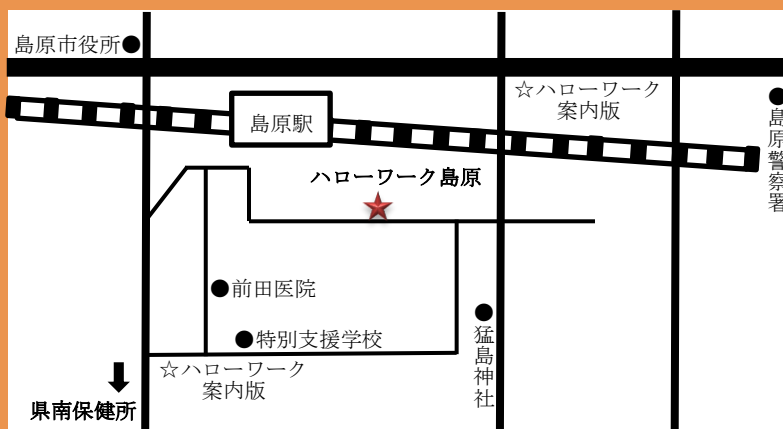 島原市役所●
☆ハローワーク
案内版
島原駅
●島原警察署
ハローワーク島原
●前田医院
●特別支援学校
●猛島神社
☆ハローワーク
案内版
県南保健所